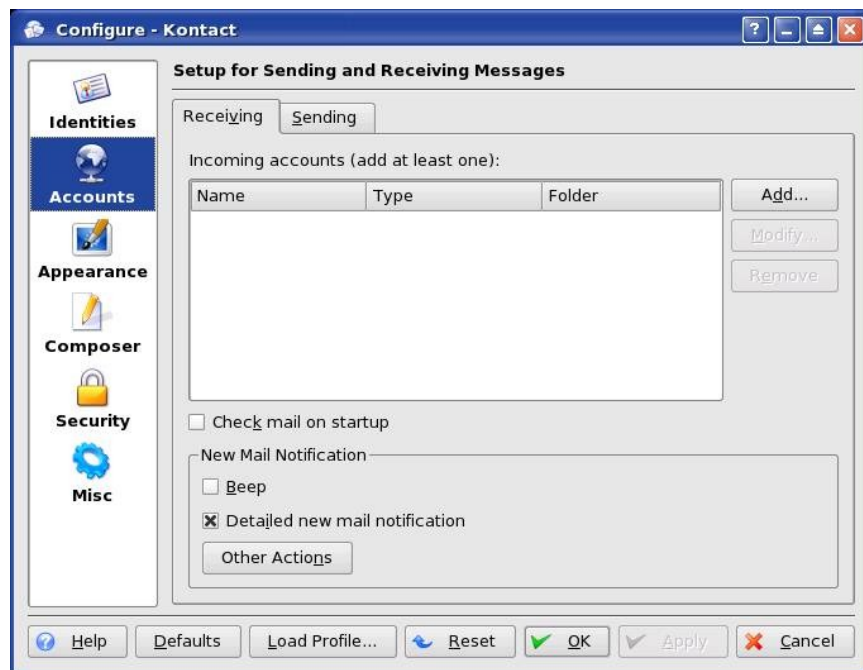 Configure - Kontact
Identities
Accounts
Appearance
Composer
Security
Misc
Setup for Sending and Receiving Messages
Receiving Sending
Incoming accounts (add at least one):
Name Type Folder
Add...
Modify...
Remove
Check mail on startup
New Mail Notification
Beep
Detailed new mail notification
Other Actions
Help Defaults Load Profile... Reset OK Apply Cancel